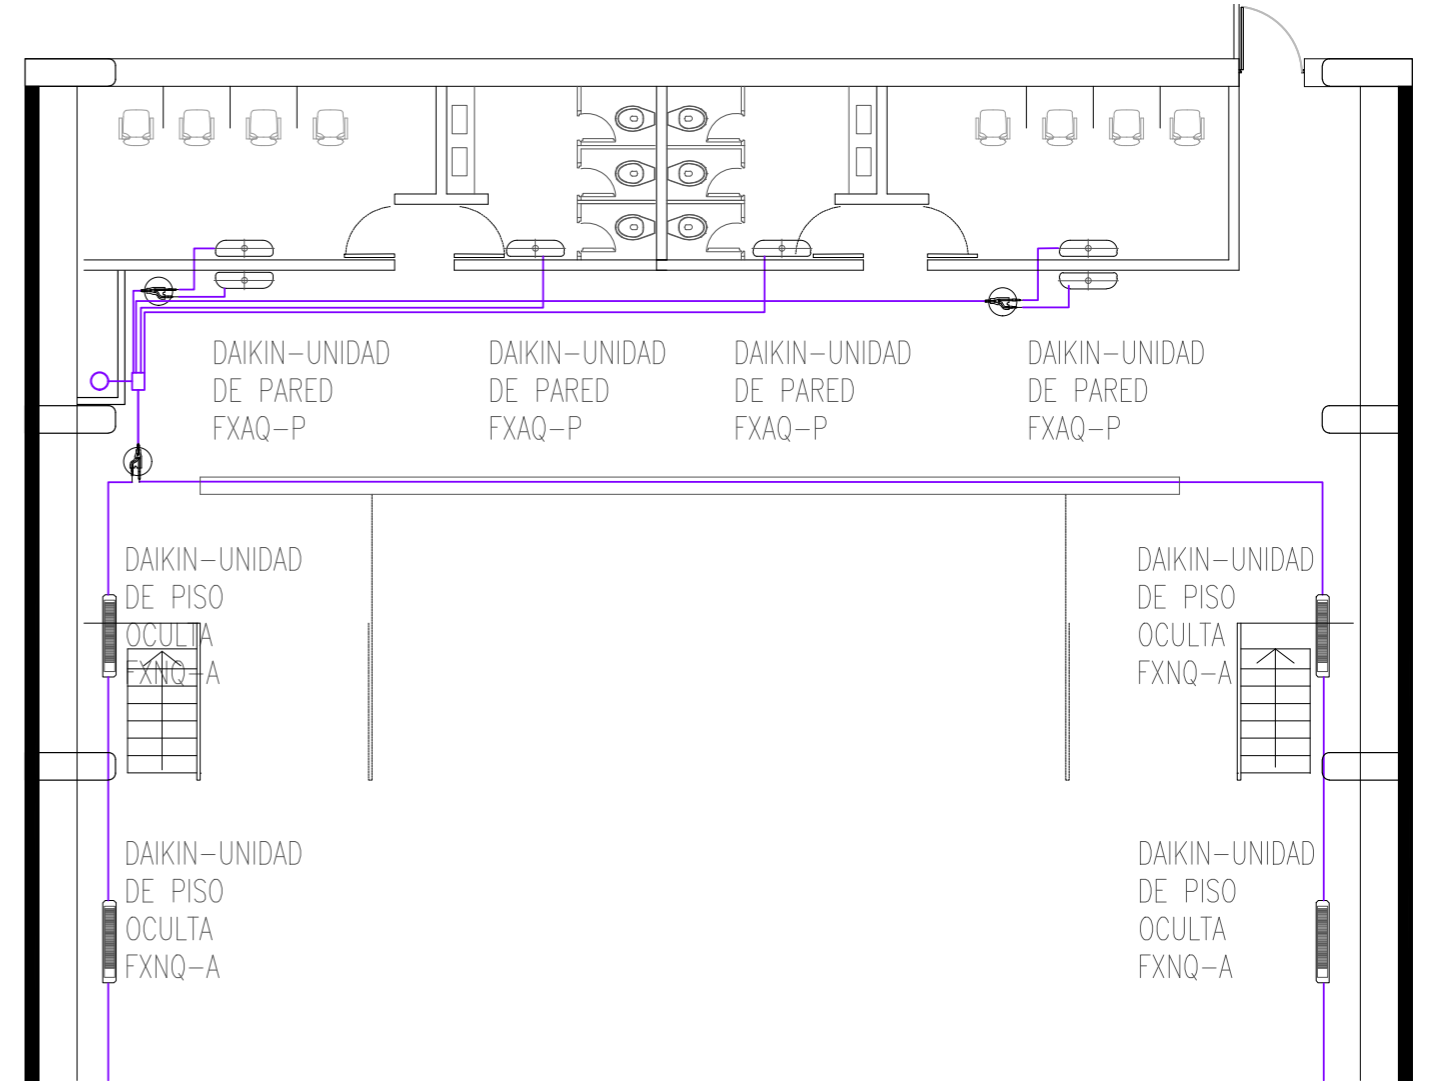 DAIKIN-UNIDAD
DE PARED
FXAQ-P
DAIKIN-UNIDAD
DE PARED
FXAQ-P
DAIKIN-UNIDAD
DE PARED
FXAQ-P
DAIKIN-UNIDAD
DE PARED
FXAQ-P
DAIKIN-UNIDAD
DE PISO
OCULTA
FXNQ-A
DAIKIN-UNIDAD
DE PISO
OCULTA
FXNQ-A
DAIKIN-UNIDAD
DE PISO
OCULTA
FXNQ-A
DAIKIN-UNIDAD
DE PISO
OCULTA
FXNQ-A